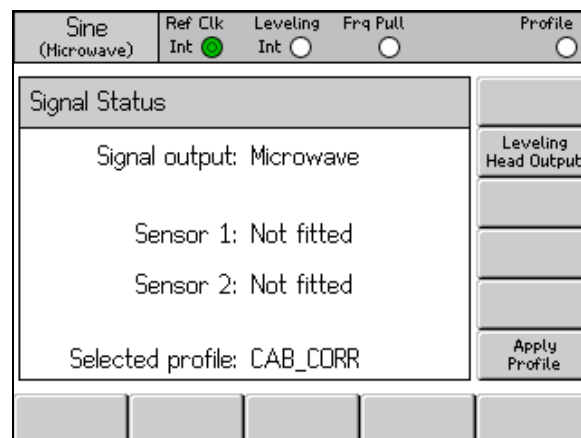 Sine
(Microwave)
Ref Clk
Int
Leveling
Int
Frq Pull
Profile
Signal Status
Signal output: Microwave
Leveling
Head Output
Sensor 1: Not fitted
Sensor 2: Not fitted
Selected profile: CAB_CORR
Apply
Profile